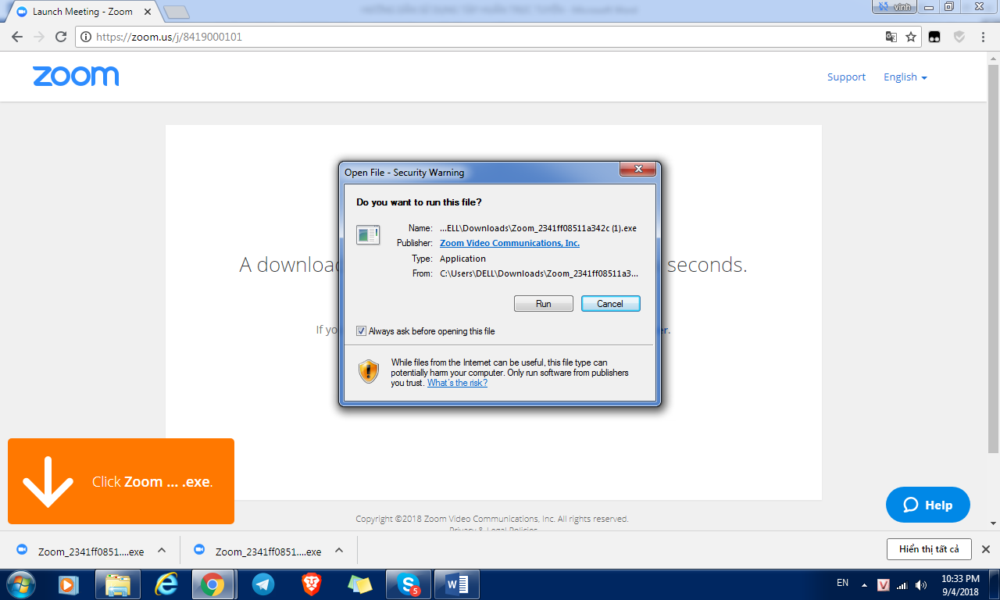 Launch Meeting - Zoom
vinh
https://zoom.us/j/8419000101
zoom
Support
English
Open File - Security Warning
Do you want to run this file?
Name: ...ELL\Downloads\Zoom_2341ff08511a342c (1).exe
Publisher: Zoom Video Communications, Inc.
Type: Application
From: C:\Users\DELL\Downloads\Zoom_2341ff08511a3...
A download
seconds.
Run
Cancel
If you
r.
Always ask before opening this file
While files from the Internet can be useful, this file type can
potentially harm your computer. Only run software from publishers
you trust. What's the risk?
Click Zoom ... .exe.
Help
Copyright ©2018 Zoom Video Communications, Inc. All rights reserved.
Privacy & Legal Policies
Zoom_2341ff0851....exe
Zoom_2341ff0851....exe
Hiển thị tất cả
5
EN
10:33 PM
9/4/2018